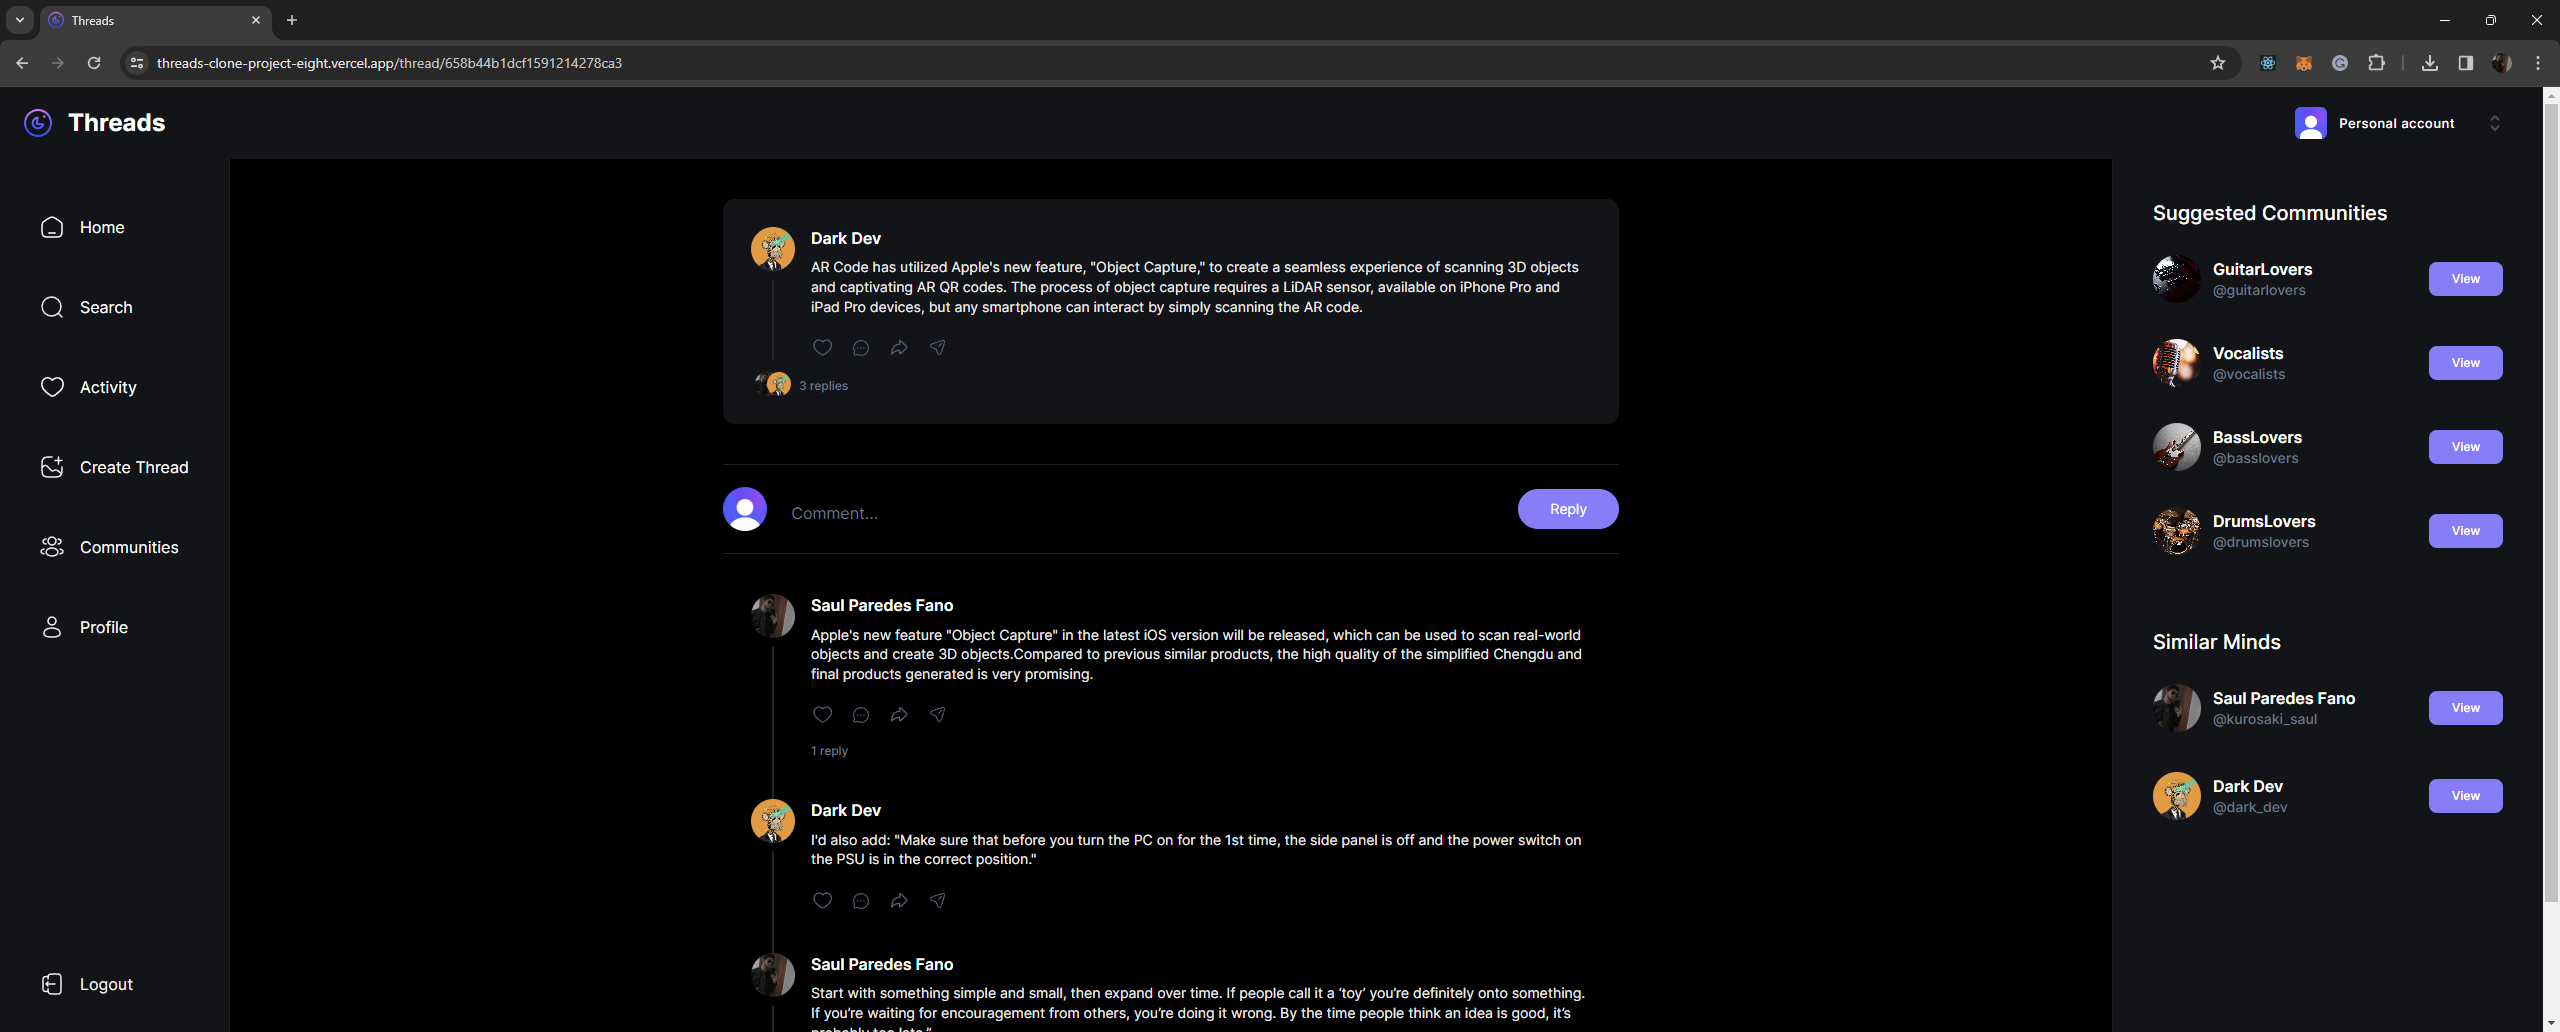 Threads
threads-clone-project-eight.vercel.app/thread/658b44b1dcf1591214278ca3
Threads
Personal account
Home
Search
Activity
Create Thread
Communities
Profile
Logout
Dark Dev
AR Code has utilized Apple's new feature, "Object Capture," to create a seamless experience of scanning 3D objects
and captivating AR QR codes. The process of object capture requires a LiDAR sensor, available on iPhone Pro and
iPad Pro devices, but any smartphone can interact by simply scanning the AR code.
3 replies
Comment...
Reply
Saul Paredes Fano
Apple's new feature "Object Capture" in the latest iOS version will be released, which can be used to scan real-world
objects and create 3D objects.Compared to previous similar products, the high quality of the simplified Chengdu and
final products generated is very promising.
1 reply
Dark Dev
I'd also add: "Make sure that before you turn the PC on for the 1st time, the side panel is off and the power switch on
the PSU is in the correct position."
Saul Paredes Fano
Start with something simple and small, then expand over time. If people call it a ‘toy’ you’re definitely onto something.
If you’re waiting for encouragement from others, you’re doing it wrong. By the time people think an idea is good, it’s
probably too late.”
Suggested Communities
GuitarLovers
@guitarlovers
View
Vocalists
@vocalists
View
BassLovers
@basslovers
View
DrumsLovers
@drumslovers
View
Similar Minds
Saul Paredes Fano
@kurosaki_saul
View
Dark Dev
@dark_dev
View